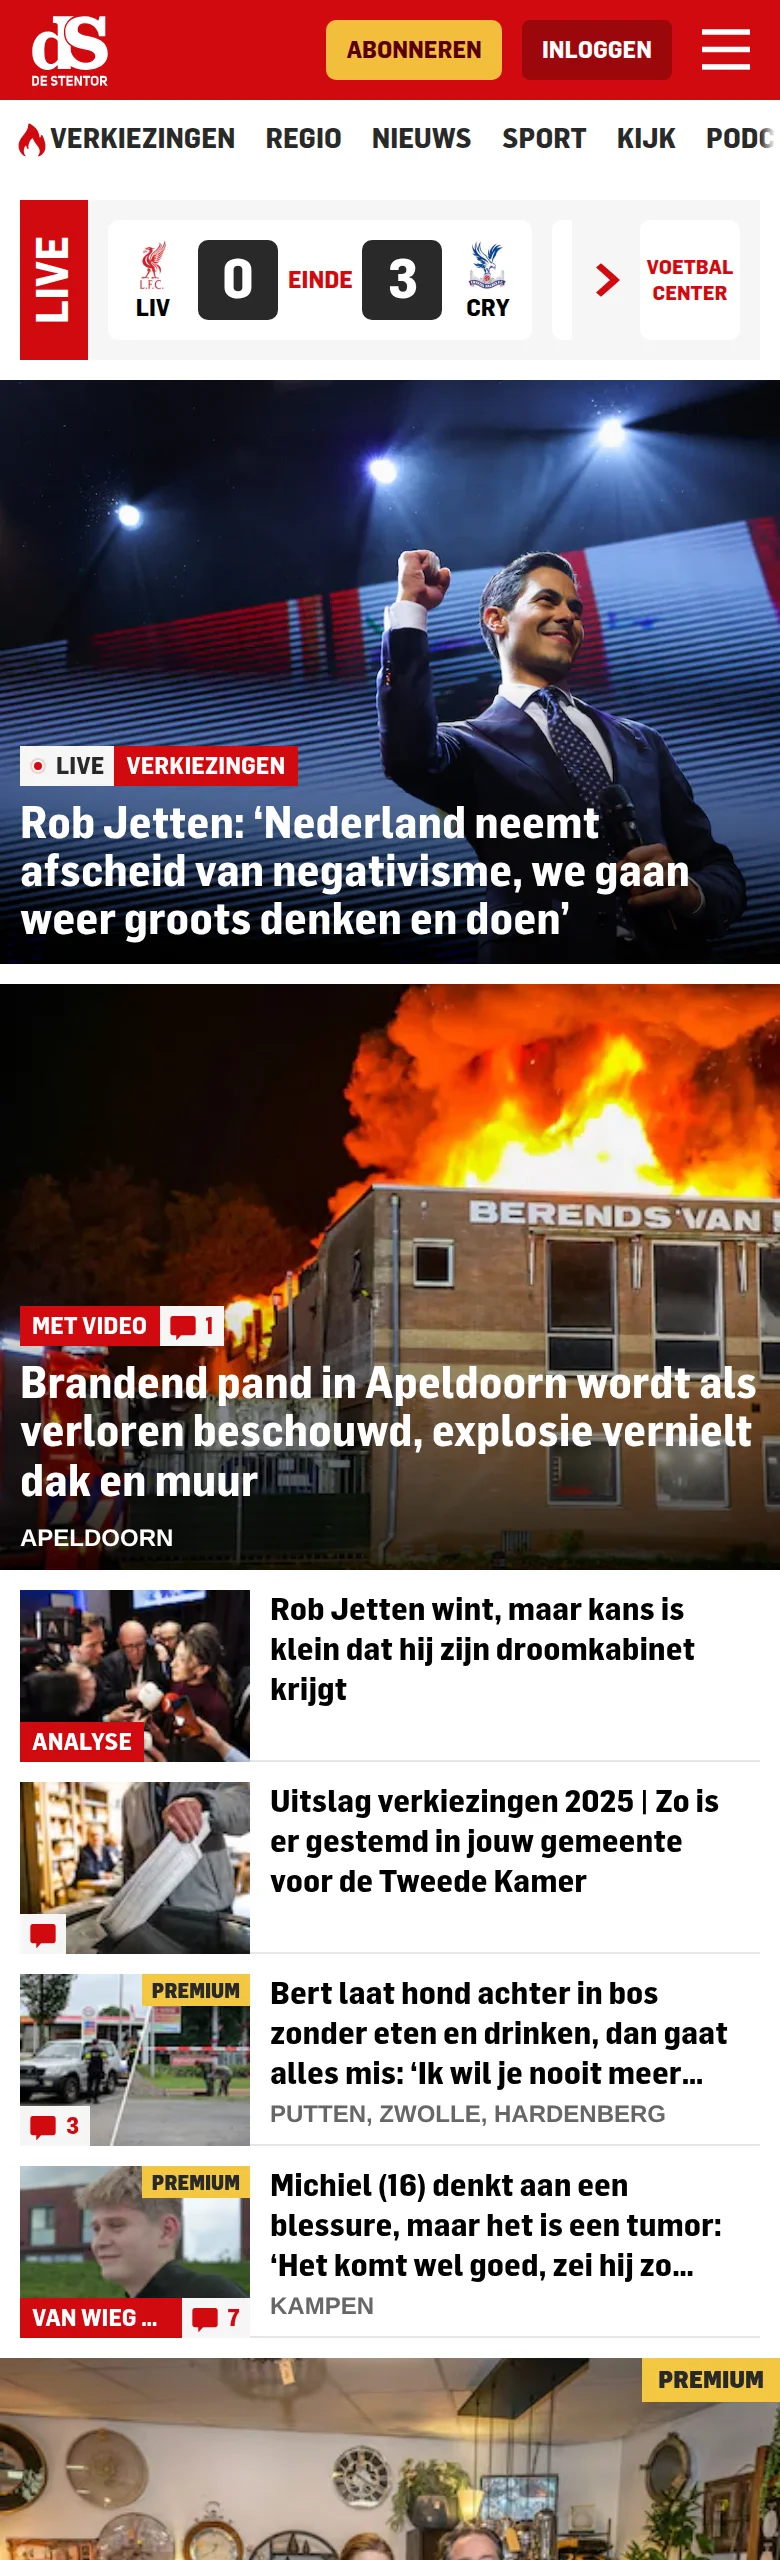 dS
DE STENTOR
ABONNEREN
INLOGGEN
VERKIEZINGEN REGIO NIEUWS SPORT KIJK PODC
LIVE
L.F.C.
LIV
0
EINDE
3
CRY
VOETBAL
CENTER
LIVE VERKIEZINGEN
Rob Jetten: ‘Nederland neemt
afscheid van negativisme, we gaan
weer groots denken en doen’
BERENDS VAN
MET VIDEO 1
Brandend pand in Apeldoorn wordt als
verloren beschouwd, explosie vernielt
dak en muur
APELDOORN
ANALYSE
Rob Jetten wint, maar kans is
klein dat hij zijn droomkabinet
krijgt
Uitslag verkiezingen 2025 | Zo is
er gestemd in jouw gemeente
voor de Tweede Kamer
PREMIUM
3
Bert laat hond achter in bos
zonder eten en drinken, dan gaat
alles mis: ‘Ik wil je nooit meer...
PUTTEN, ZWOLLE, HARDENBERG
PREMIUM
VAN WIEG ... 7
Michiel (16) denkt aan een
blessure, maar het is een tumor:
‘Het komt wel goed, zei hij zo...
KAMPEN
PREMIUM